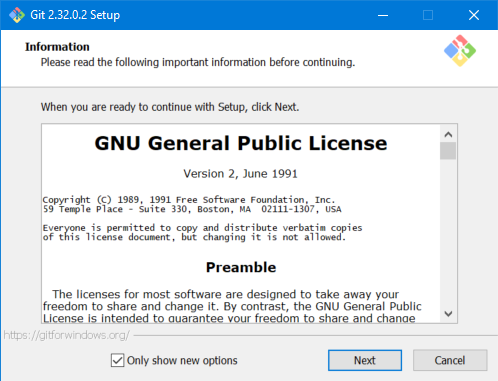 Git 2.32.0.2 Setup
Information
Please read the following important information before continuing.
When you are ready to continue with Setup, click Next.
GNU General Public License
Version 2, June 1991
Copyright (C) 1989, 1991 Free Software Foundation, Inc.
59 Temple Place - Suite 330, Boston, MA  02111-1307, USA
Everyone is permitted to copy and distribute verbatim copies
of this license document, but changing it is not allowed.
Preamble
The licenses for most software are designed to take away your
freedom to share and change it. By contrast, the GNU General Public
License is intended to guarantee your freedom to share and change
https://gitforwindows.org/
Only show new options
Next
Cancel